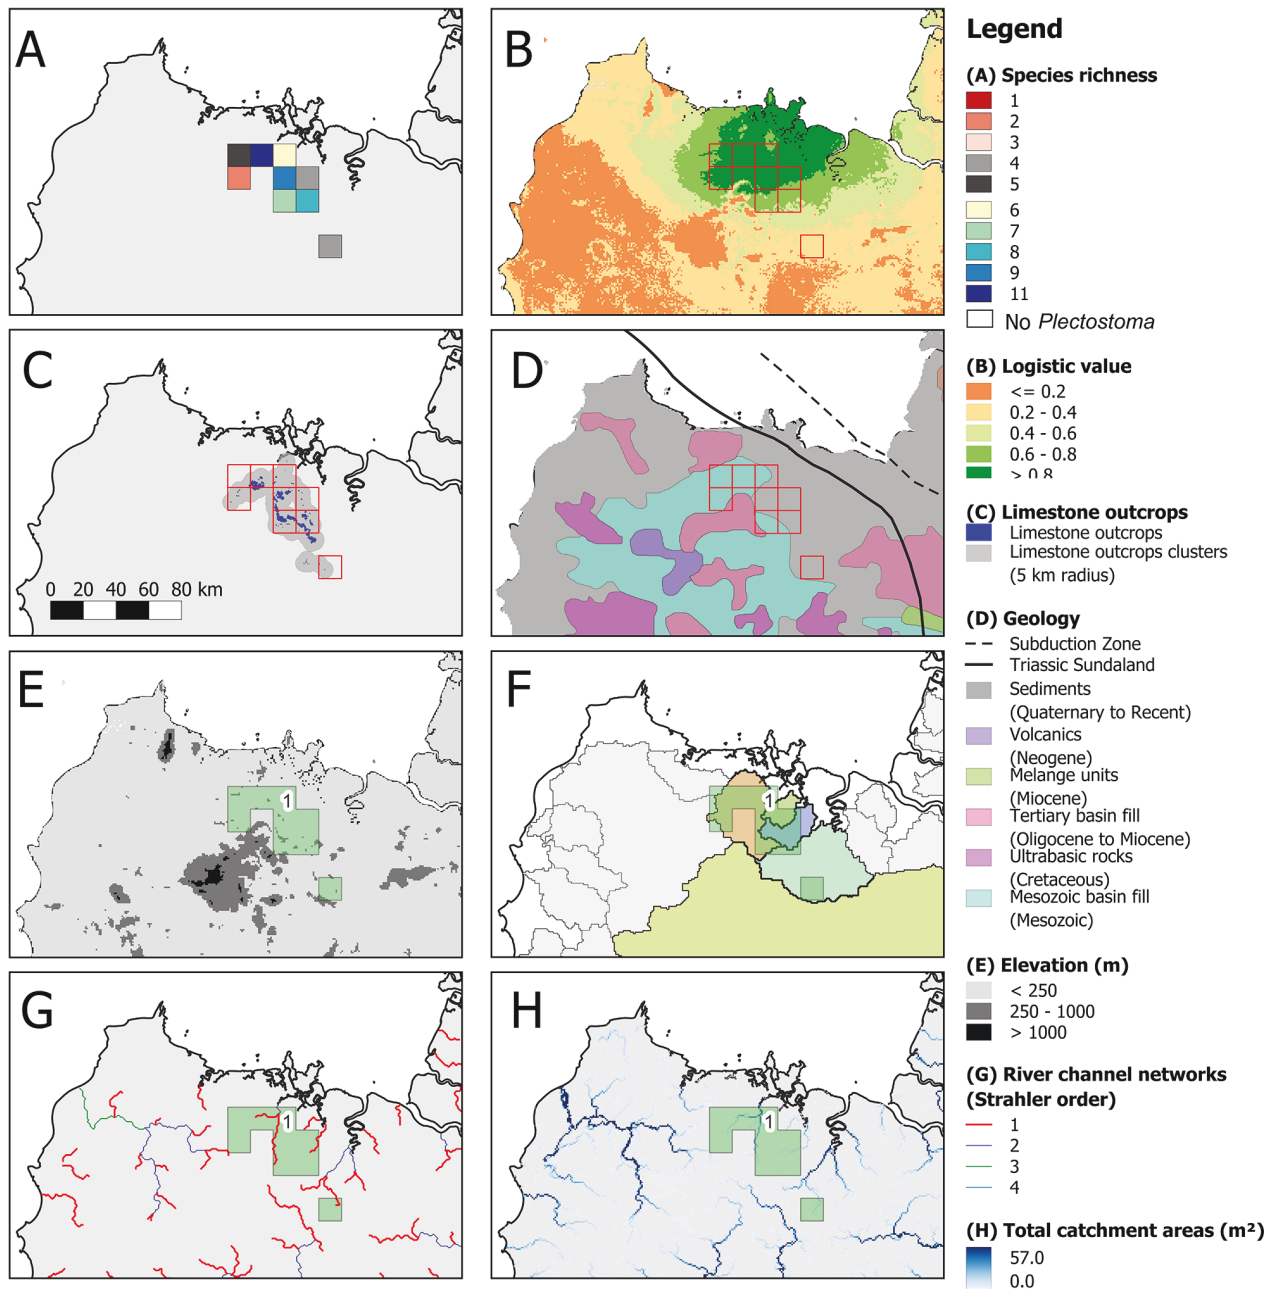 A
B
C
0 20 40 60 80 km
D
E
1
F
1
G
1
H
1
Legend
(A) Species richness
1
2
3
4
5
6
7
8
9
11
No Plectostoma
(B) Logistic value
<= 0.2
0.2 - 0.4
0.4 - 0.6
0.6 - 0.8
> 0.8
(C) Limestone outcrops
Limestone outcrops
Limestone outcrops clusters
(5 km radius)
(D) Geology
Subduction Zone
Triassic Sundaland
Sediments
(Quaternary to Recent)
Volcanics
(Neogene)
Melange units
(Miocene)
Tertiary basin fill
(Oligocene to Miocene)
Ultrabasic rocks
(Cretaceous)
Mesozoic basin fill
(Mesozoic)
(E) Elevation (m)
< 250
250 - 1000
> 1000
(G) River channel networks
(Strahler order)
1
2
3
4
(H) Total catchment areas (m²)
57.0
0.0